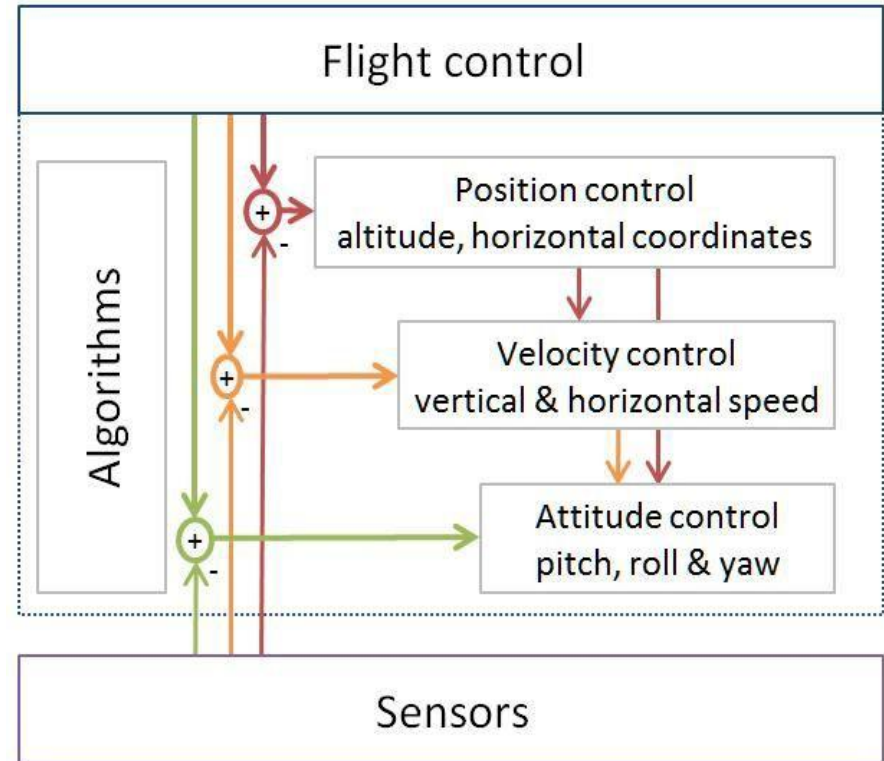 Flight control
Algorithms
+
-
Position control
altitude, horizontal coordinates
+
-
Velocity control
vertical & horizontal speed
+
-
Attitude control
pitch, roll & yaw
Sensors